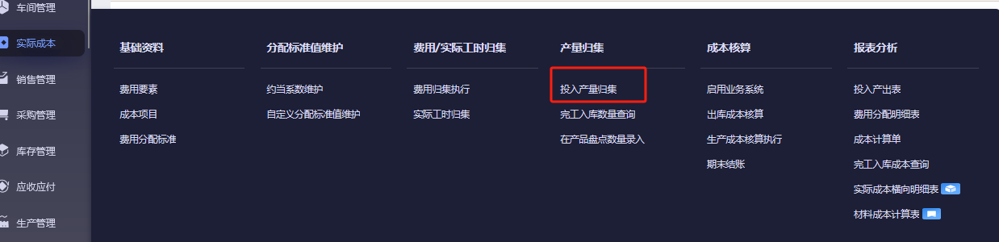 车间管理
实际成本
销售管理
采购管理
库存管理
应收应付
生产管理
基础资料
费用要素
成本项目
费用分配标准
分配标准值维护
约当系数维护
自定义分配标准值维护
费用/实际工时归集
费用归集执行
实际工时归集
产量归集
投入产量归集
完工入库数量查询
在产品盘点数量录入
成本核算
启用业务系统
出库成本核算
生产成本核算执行
期末结账
报表分析
投入产出表
费用分配明细表
成本计算单
完工入库成本查询
实际成本横向明细表
材料成本计算表